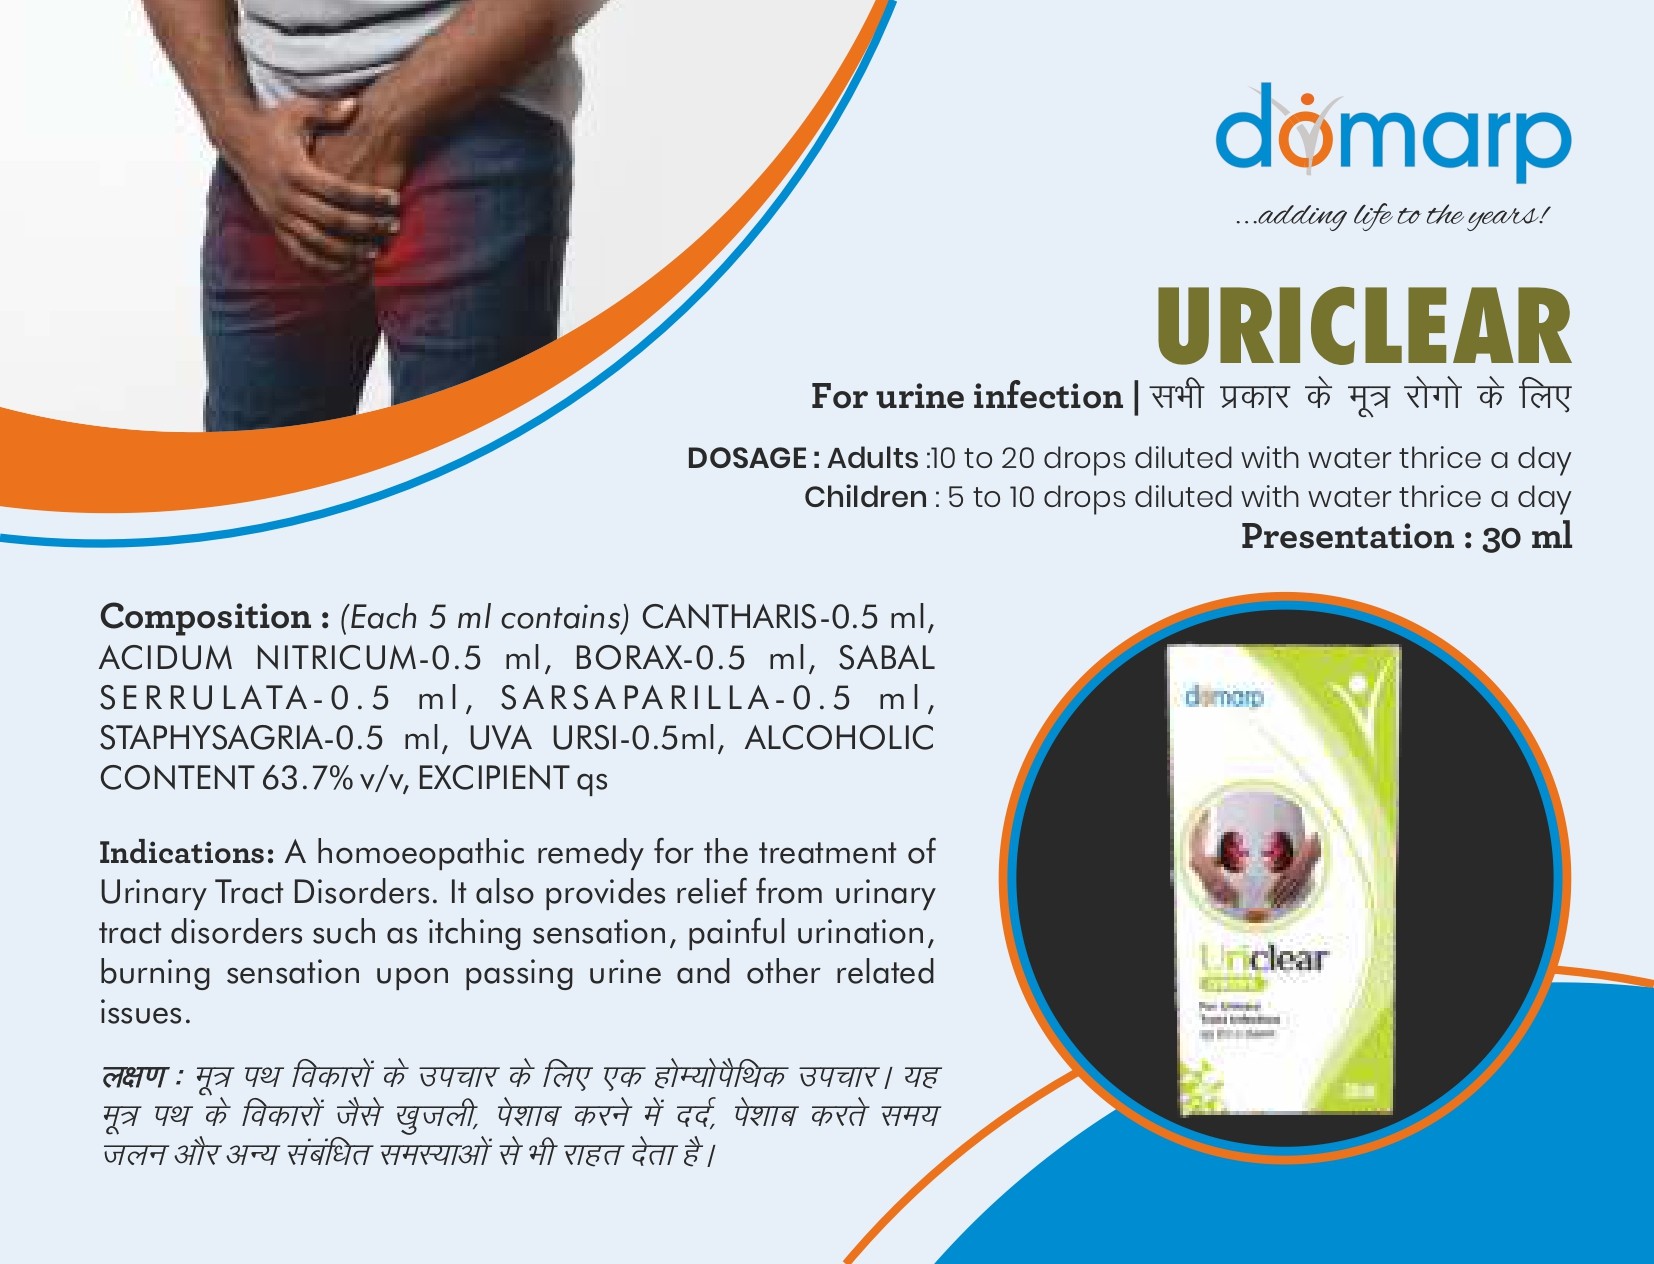 domarp
...adding life to the years!
URICLEAR
For urine infection | सभी प्रकार के मूत्र रोगो के लिए
DOSAGE : Adults :10 to 20 drops diluted with water thrice a day
Children : 5 to 10 drops diluted with water thrice a day
Presentation : 30 ml
Composition : (Each 5 ml contains) CANTHARIS-0.5 ml,
ACIDUM NITRICUM-0.5 ml, BORAX-0.5 ml, SABAL
SERRULATA-0.5 ml, SARSAPARILLA-0.5 ml,
STAPHYSAGRIA-0.5 ml, UVA URSI-0.5ml, ALCOHOLIC
CONTENT 63.7% v/v, EXCIPIENT qs
Indications: A homoeopathic remedy for the treatment of
Urinary Tract Disorders. It also provides relief from urinary
tract disorders such as itching sensation, painful urination,
burning sensation upon passing urine and other related
issues.
लक्षण : मूत्र पथ विकारों के उपचार के लिए एक होम्योपैथिक उपचार। यह
मूत्र पथ के विकारों जैसे खुजली, पेशाब करने में दर्द, पेशाब करते समय
जलन और अन्य संबंधित समस्याओं से भी राहत देता है।
domarp
Uriclear
For Urinary
Tract Infection